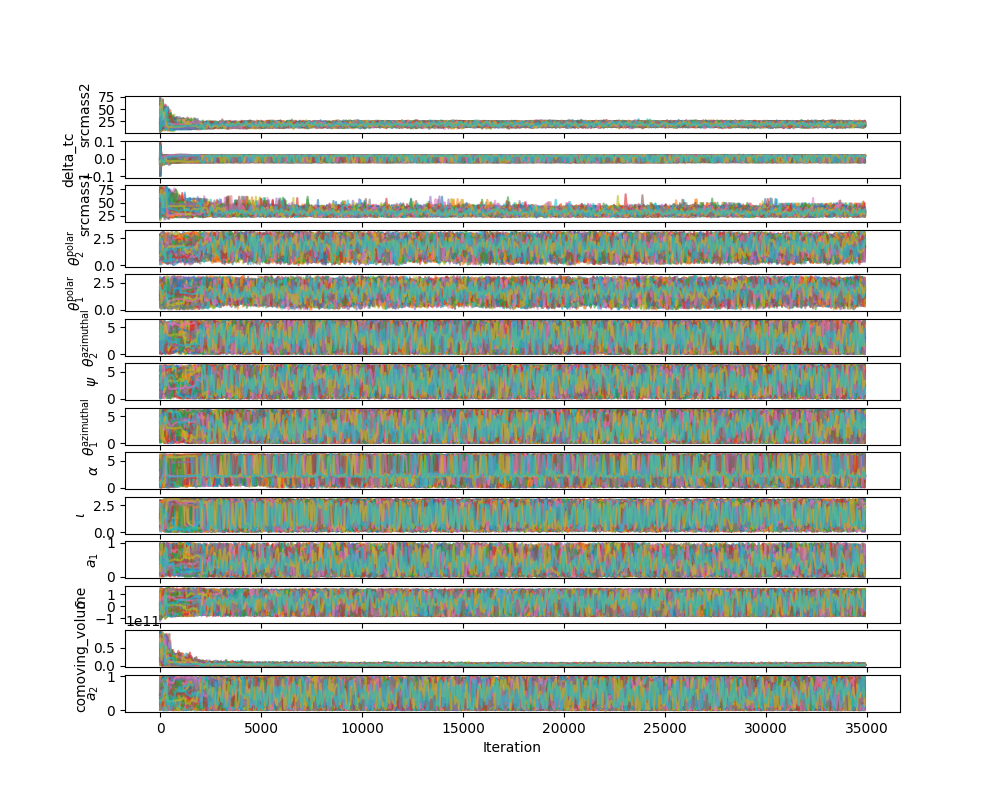 srcmass2
75
50
25
delta_tc
0.1
0.0
−0.1
srcmass1
75
50
25
θ₂^polar
2.5
0.0
θ₁^polar
2.5
0.0
θ₂^azimuthal
5
0
ψ
5
0
θ₁^azimuthal
5
0
α
5
0
ι
2.5
0.0
a₁
1
0
1
0
−1
comoving_volume
1e11
0.5
0.0
a₂
1
0
0 5000 10000 15000 20000 25000 30000 35000
Iteration